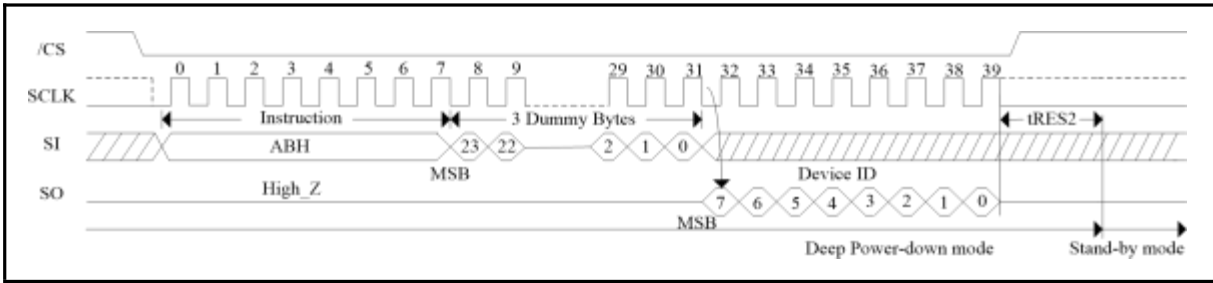 /CS
0 1 2 3 4 5 6 7 8 9 29 30 31 32 33 34 35 36 37 38 39
SCLK
Instruction 3 Dummy Bytes tRES2
SI ABH 23 22 2 1 0
MSB Device ID
SO High_Z 7 6 5 4 3 2 1 0
MSB
Deep Power-down mode Stand-by mode